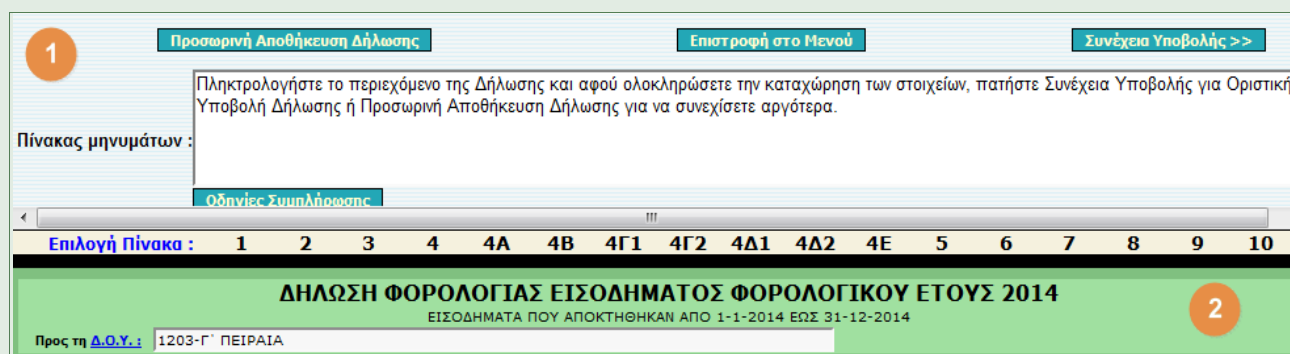 1
Προσωρινή Αποθήκευση Δήλωσης Επιστροφή στο Μενού Συνέχεια Υποβολής >>
Πληκτρολογήστε το περιεχόμενο της Δήλωσης και αφού ολοκληρώσετε την καταχώρηση των στοιχείων, πατήστε Συνέχεια Υποβολής για Οριστική
Υποβολή Δήλωσης ή Προσωρινή Αποθήκευση Δήλωσης για να συνεχίσετε αργότερα.
Πίνακας μηνυμάτων :
Οδηγίες Συμπλήρωσης
Επιλογή Πίνακα : 1 2 3 4 4Α 4Β 4Γ1 4Γ2 4Δ1 4Δ2 4Ε 5 6 7 8 9 10
ΔΗΛΩΣΗ ΦΟΡΟΛΟΓΙΑΣ ΕΙΣΟΔΗΜΑΤΟΣ ΦΟΡΟΛΟΓΙΚΟΥ ΕΤΟΥΣ 2014
2
ΕΙΣΟΔΗΜΑΤΑ ΠΟΥ ΑΠΟΚΤΗΘΗΚΑΝ ΑΠΟ 1-1-2014 ΕΩΣ 31-12-2014
Προς τη Δ.Ο.Υ. : 1203-Γ΄ ΠΕΙΡΑΙΑ